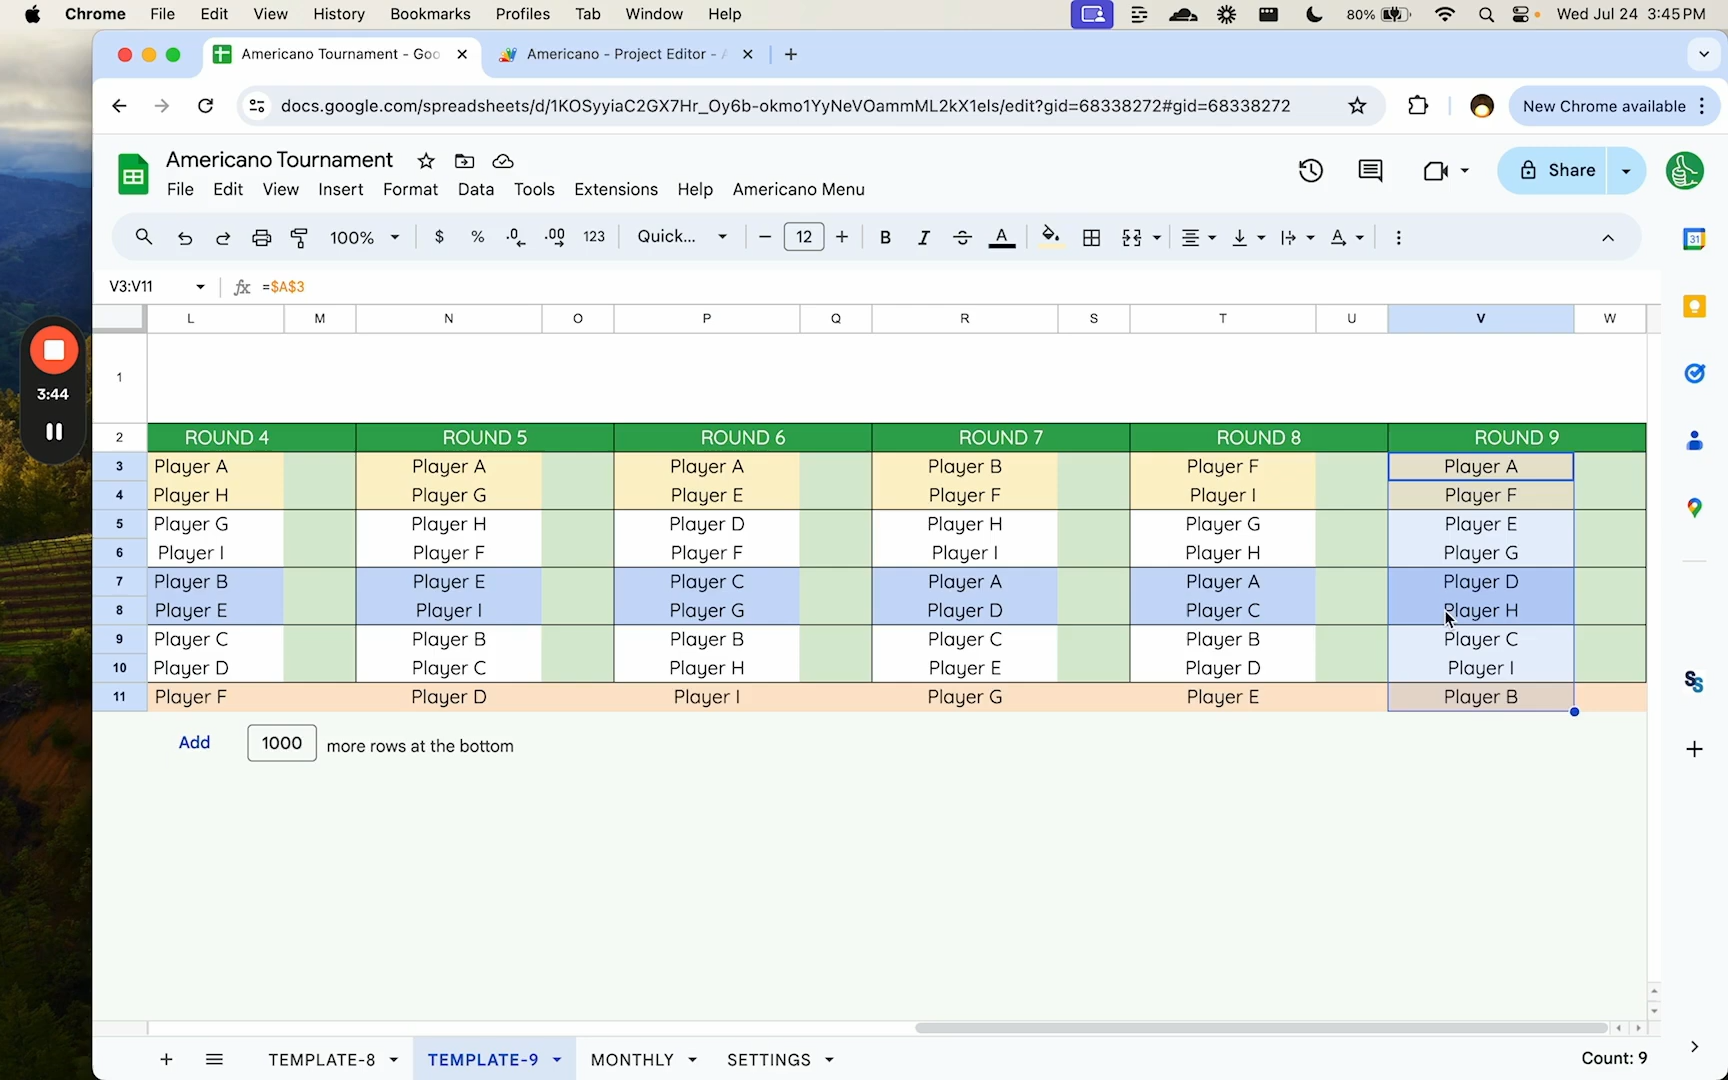 Chrome File Edit View History Bookmarks Profiles Tab Window Help 80% Wed Jul 24 3:45 PM
Americano Tournament - Goo Americano - Project Editor -
docs.google.com/spreadsheets/d/1KOSyyiaC2GX7Hr_Oy6b-okmo1YyNeVOammML2kX1eIs/edit?gid=68338272#gid=68338272 New Chrome available
Americano Tournament
File Edit View Insert Format Data Tools Extensions Help Americano Menu Share
100% $ % .0 .00 123 Quick... 12 B I A
V3:V11 fx =$A$3
L M N O P Q R S T U V W
1
2 ROUND 4 ROUND 5 ROUND 6 ROUND 7 ROUND 8 ROUND 9
3 Player A Player A Player A Player B Player F Player A
4 Player H Player G Player E Player F Player I Player F
5 Player G Player H Player D Player H Player G Player E
6 Player I Player F Player F Player I Player H Player G
7 Player B Player E Player C Player A Player A Player D
8 Player E Player I Player G Player D Player C Player H
9 Player C Player B Player B Player C Player B Player C
10 Player D Player C Player H Player E Player D Player I
11 Player F Player D Player I Player G Player E Player B
Add 1000 more rows at the bottom
3:44
31
SS
TEMPLATE-8 TEMPLATE-9 MONTHLY SETTINGS Count: 9